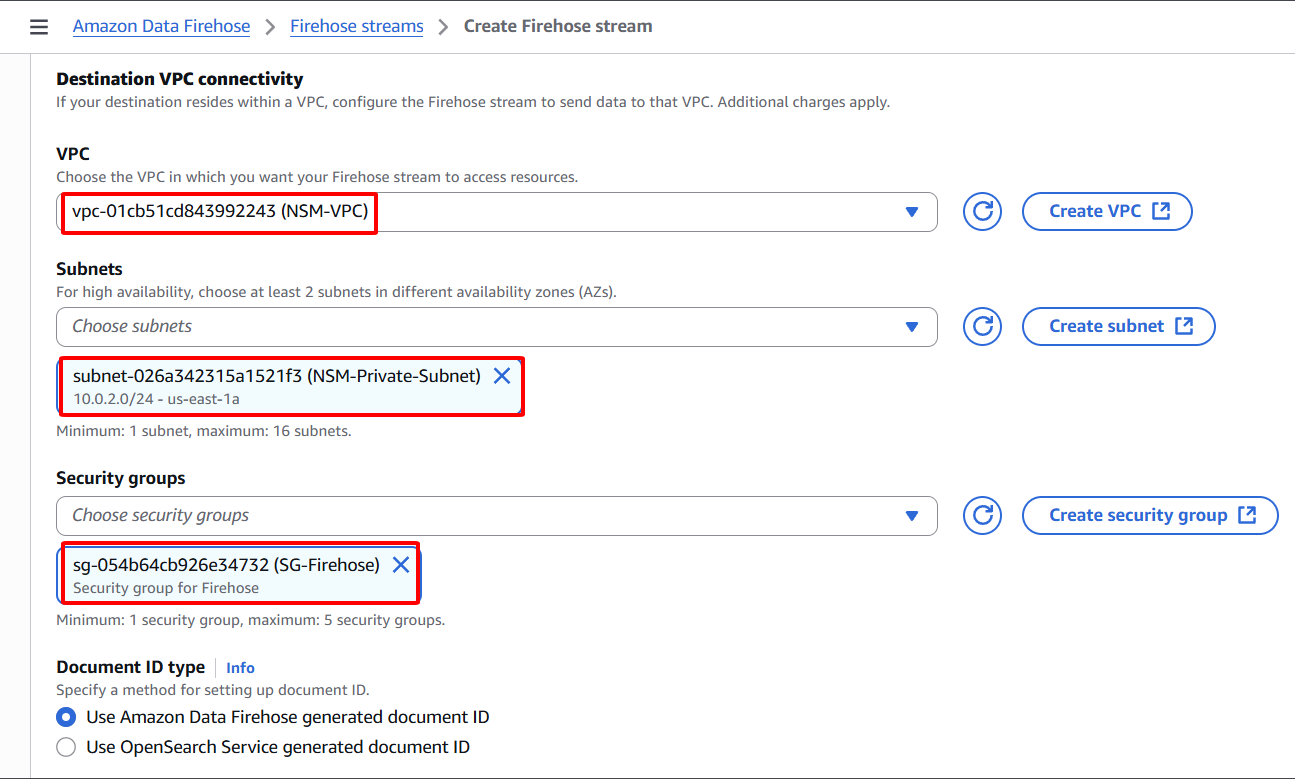 Amazon Data Firehose > Firehose streams > Create Firehose stream
Destination VPC connectivity
If your destination resides within a VPC, configure the Firehose stream to send data to that VPC. Additional charges apply.
VPC
Choose the VPC in which you want your Firehose stream to access resources.
vpc-01cb51cd843992243 (NSM-VPC)
Create VPC
Subnets
For high availability, choose at least 2 subnets in different availability zones (AZs).
Choose subnets
Create subnet
subnet-026a342315a1521f3 (NSM-Private-Subnet)
10.0.2.0/24 - us-east-1a
Minimum: 1 subnet, maximum: 16 subnets.
Security groups
Choose security groups
Create security group
sg-054b64cb926e34732 (SG-Firehose)
Security group for Firehose
Minimum: 1 security group, maximum: 5 security groups.
Document ID type Info
Specify a method for setting up document ID.
Use Amazon Data Firehose generated document ID
Use OpenSearch Service generated document ID